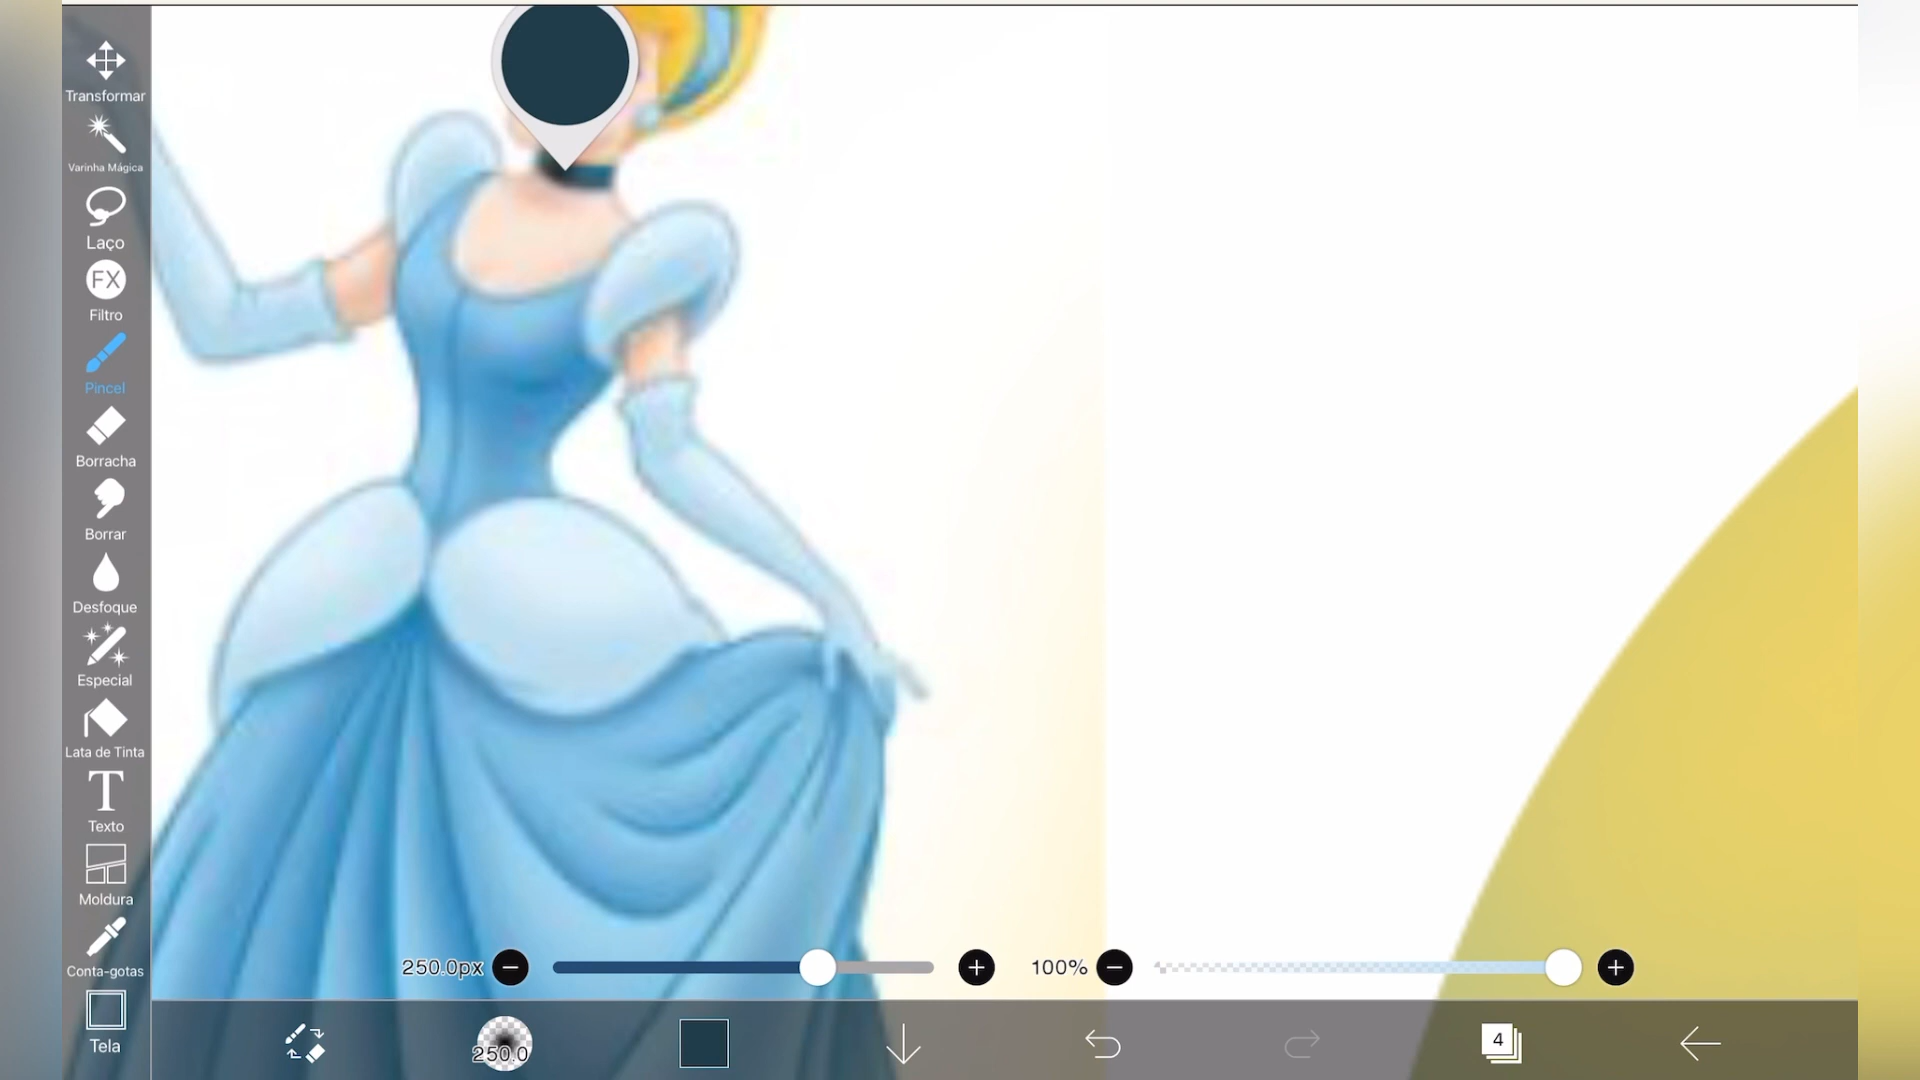 Transformar
Varinha Mágica
Laço
FX
Filtro
Pincel
Borracha
Borrar
Desfoque
Especial
Lata de Tinta
T
Texto
Moldura
Conta-gotas
Tela
250.0px
100%
250.0
4